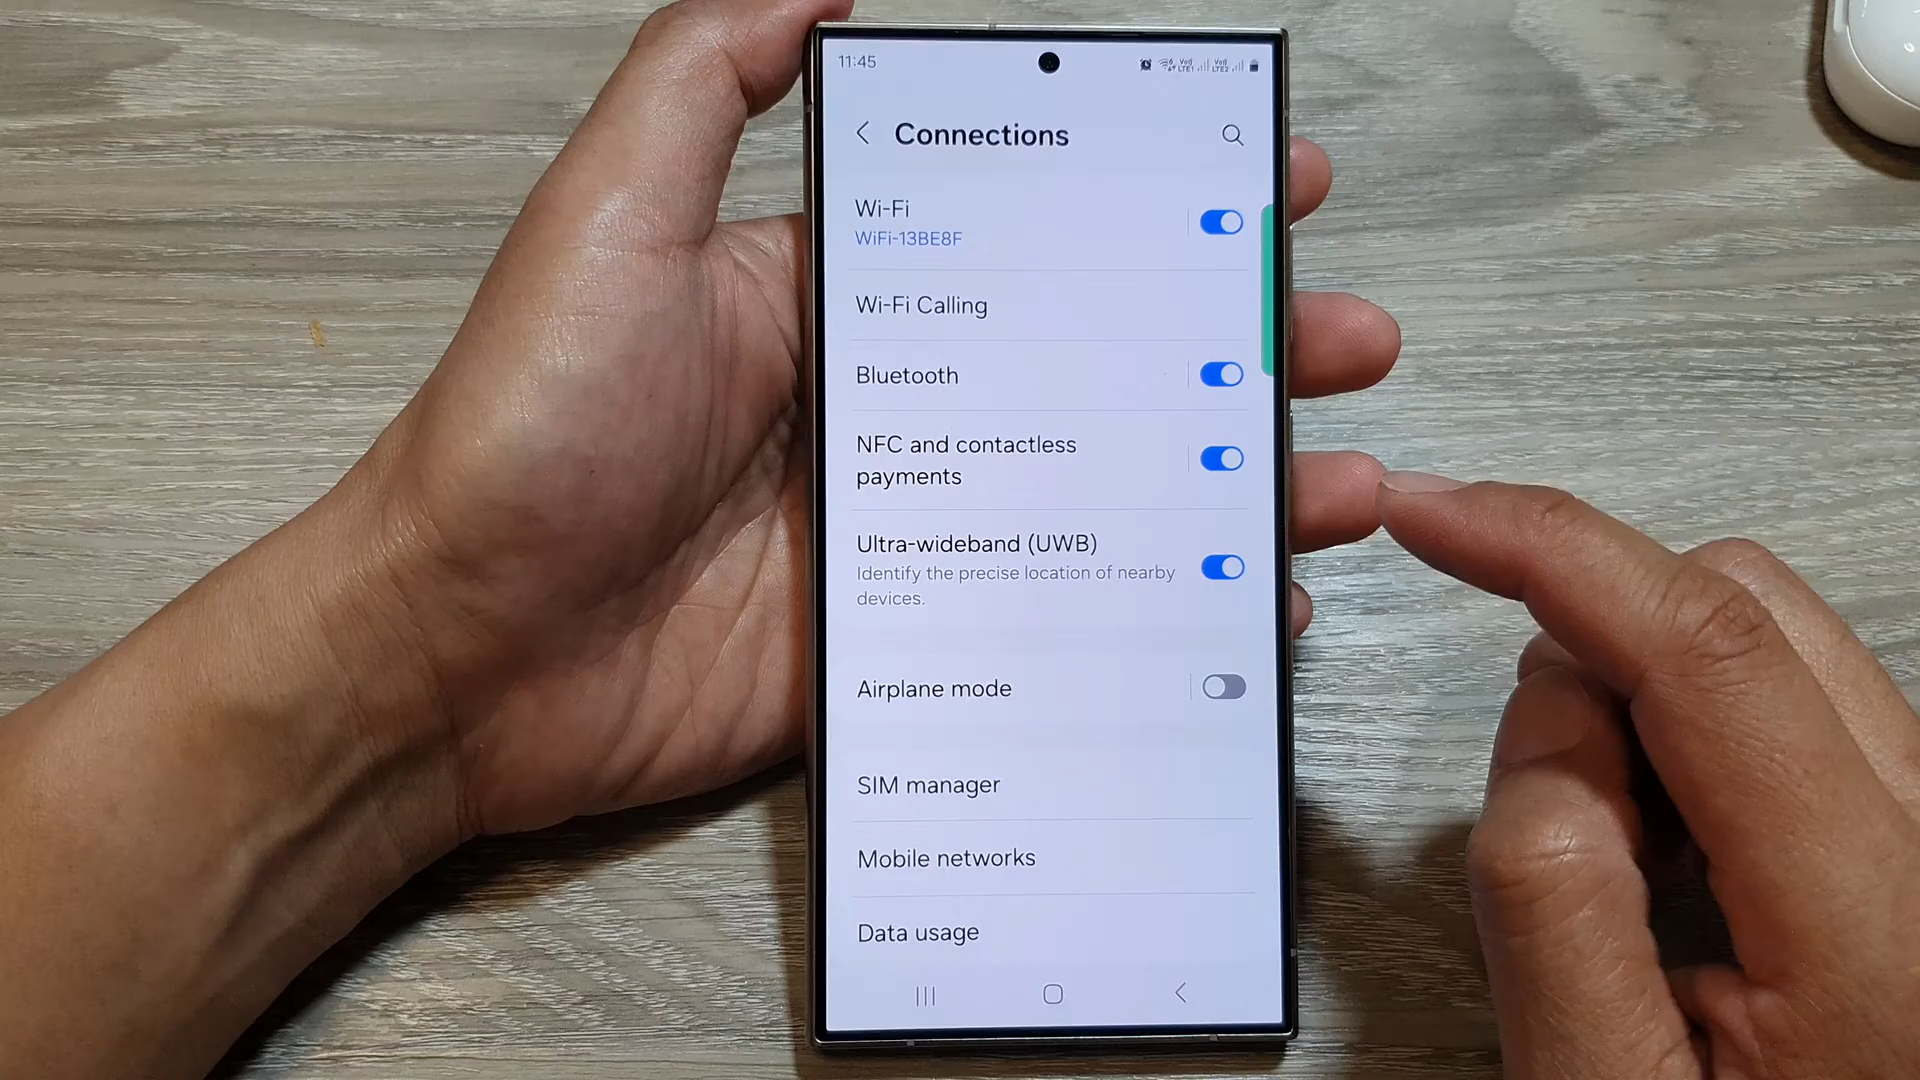 11:45
Connections
Wi-Fi
WiFi-13BE8F
Wi-Fi Calling
Bluetooth
NFC and contactless
payments
Ultra-wideband (UWB)
Identify the precise location of nearby
devices.
Airplane mode
SIM manager
Mobile networks
Data usage